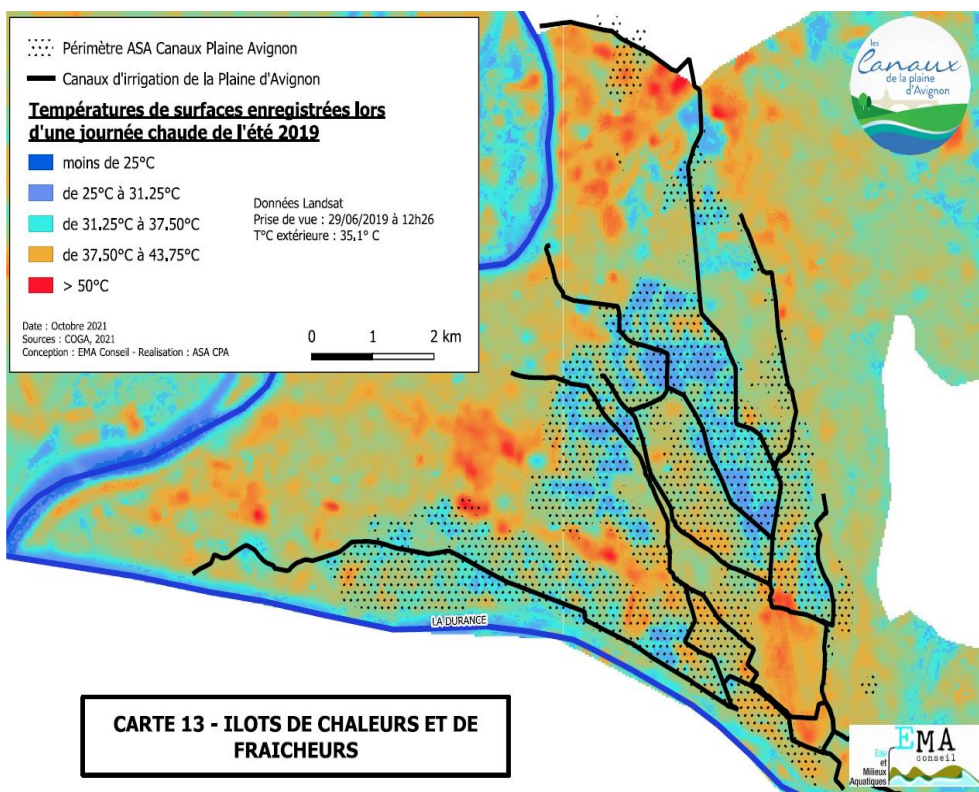 Périmètre ASA Canaux Plaine Avignon
Canaux d'irrigation de la Plaine d'Avignon
Températures de surfaces enregistrées lors
d'une journée chaude de l'été 2019
moins de 25°C
de 25°C à 31.25°C
de 31.25°C à 37.50°C
de 37.50°C à 43.75°C
> 50°C
Données Landsat
Prise de vue : 29/06/2019 à 12h26
T°C extérieure : 35,1° C
Date : Octobre 2021
Sources : COGA, 2021
Conception : EMA Conseil - Realisation : ASA CPA
0 1 2 km
les
Canaux
de la plaine
d'Avignon
LA DURANCE
CARTE 13 - ILOTS DE CHALEURS ET DE
FRAICHEURS
EMA
conseil
Eau
et
Milieux
Aquatiques